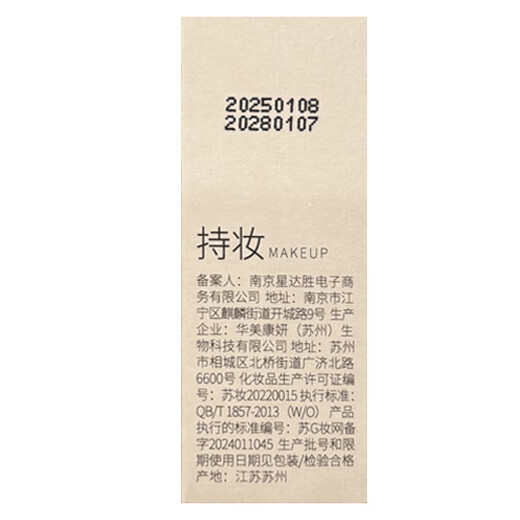 20250108
20280107
持妆 MAKEUP
备案人：南京星达胜电子商
务有限公司 地址：南京市江
宁区麒麟街道开城路9号 生产
企业：华美康妍（苏州）生
物科技有限公司 地址：苏州
市相城区北桥街道广济北路
6600号 化妆品生产许可证编
号：苏妆20220015 执行标准：
QB/T 1857-2013（W/O）产品
执行的标准编号：苏G妆网备
字2024011045 生产批号和限
期使用日期见包装/检验合格
产地：江苏苏州